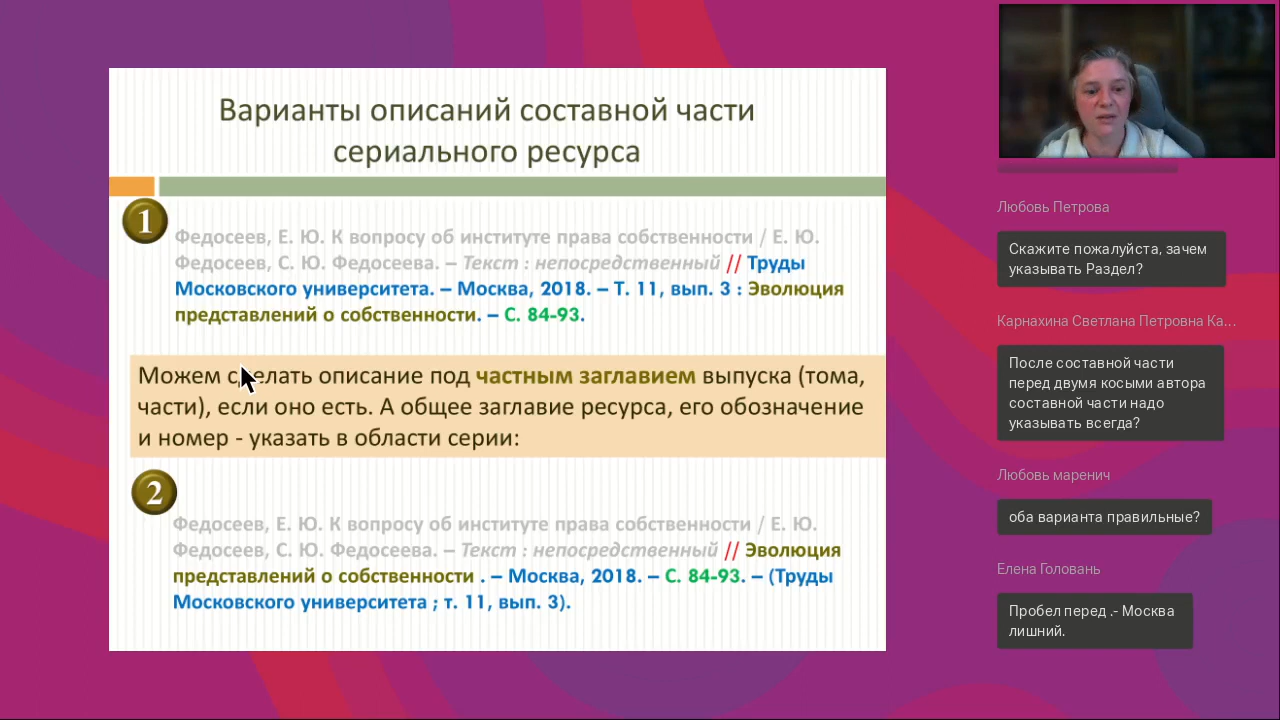 Варианты описаний составной части
сериального ресурса
1
Федосеев, Е. Ю. К вопросу об институте права собственности / Е. Ю.
Федосеев, С. Ю. Федосеева. – Текст : непосредственный // Труды
Московского университета. – Москва, 2018. – Т. 11, вып. 3 : Эволюция
представлений о собственности. – С. 84-93.
Можем сделать описание под частным заглавием выпуска (тома,
части), если оно есть. А общее заглавие ресурса, его обозначение
и номер - указать в области серии:
2
Федосеев, Е. Ю. К вопросу об институте права собственности / Е. Ю.
Федосеев, С. Ю. Федосеева. – Текст : непосредственный // Эволюция
представлений о собственности . – Москва, 2018. – С. 84-93. – (Труды
Московского университета ; т. 11, вып. 3).
Любовь Петрова
Скажите пожалуйста, зачем
указывать Раздел?
Карнахина Светлана Петровна Ка...
После составной части
перед двумя косыми автора
составной части надо
указывать всегда?
Любовь маренич
оба варианта правильные?
Елена Головань
Пробел перед .- Москва
лишний.